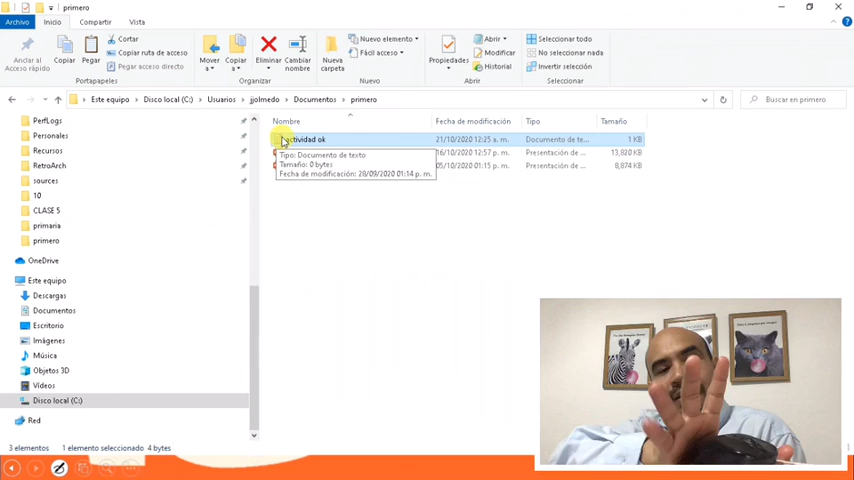 primero
Archivo Inicio Compartir Vista
Anclar al Acceso rápido
Copiar
Pegar
Cortar
Copiar ruta de acceso
Pegar acceso directo
Portapapeles
Mover a
Copiar a
Eliminar
Cambiar nombre
Organizar
Nueva carpeta
Nuevo elemento
Fácil acceso
Nuevo
Propiedades
Abrir
Modificar
Historial
Abrir
Seleccionar todo
No seleccionar nada
Invertir selección
Seleccionar
Este equipo > Disco local (C:) > Usuarios > jjolmedo > Documentos > primero
Buscar en primero
PerfLogs
Personales
Recursos
RetroArch
sources
10
CLASE 5
primaria
primero
OneDrive
Este equipo
Descargas
Documentos
Escritorio
Imágenes
Música
Objetos 3D
Vídeos
Disco local (C:)
Red
Nombre Fecha de modificación Tipo Tamaño
actividad ok 21/10/2020 12:25 a. m. Documento de te... 1 KB
16/10/2020 12:57 p. m. Presentación de ... 13,820 KB
05/10/2020 01:15 p. m. Presentación de ... 8,874 KB
Tipo: Documento de texto
Tamaño: 0 bytes
Fecha de modificación: 28/09/2020 01:14 p. m.
3 elementos 1 elemento seleccionado 4 bytes